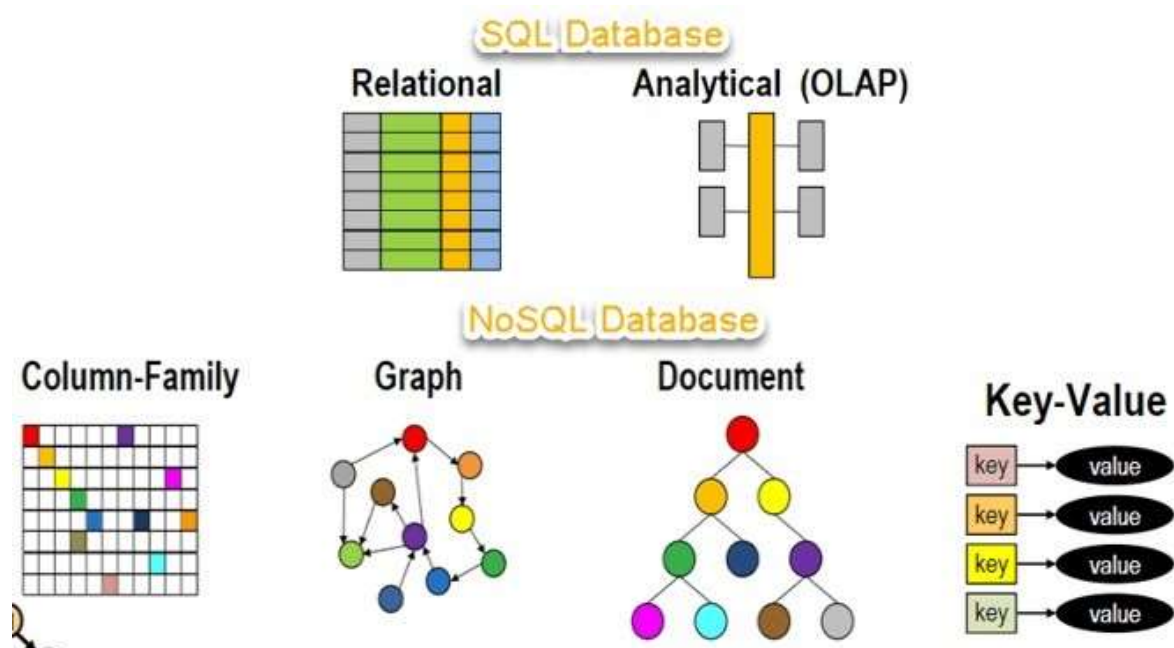 SQL Database
Relational
Analytical (OLAP)
NoSQL Database
Column-Family
Graph
Document
Key-Value
key value
key value
key value
key value